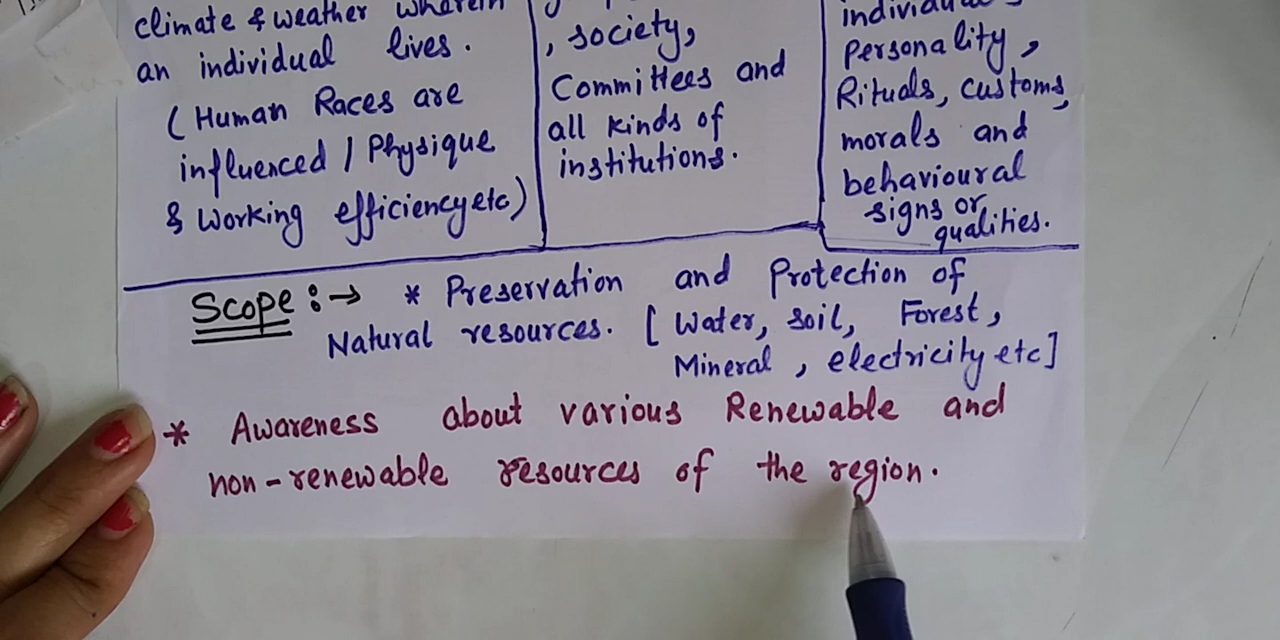 climate & weather wherein
an individual lives.
(Human Races are
influenced / Physique
& Working efficiency etc)
, society,
Committees and
all kinds of
institutions.
Personality,
Rituals, customs,
morals and
behavioural
signs or
qualities.
Scope :→ * Preservation and Protection of
Natural resources. [Water, soil, Forest,
Mineral, electricity etc]
* Awareness about various Renewable and
non-renewable resources of the region.